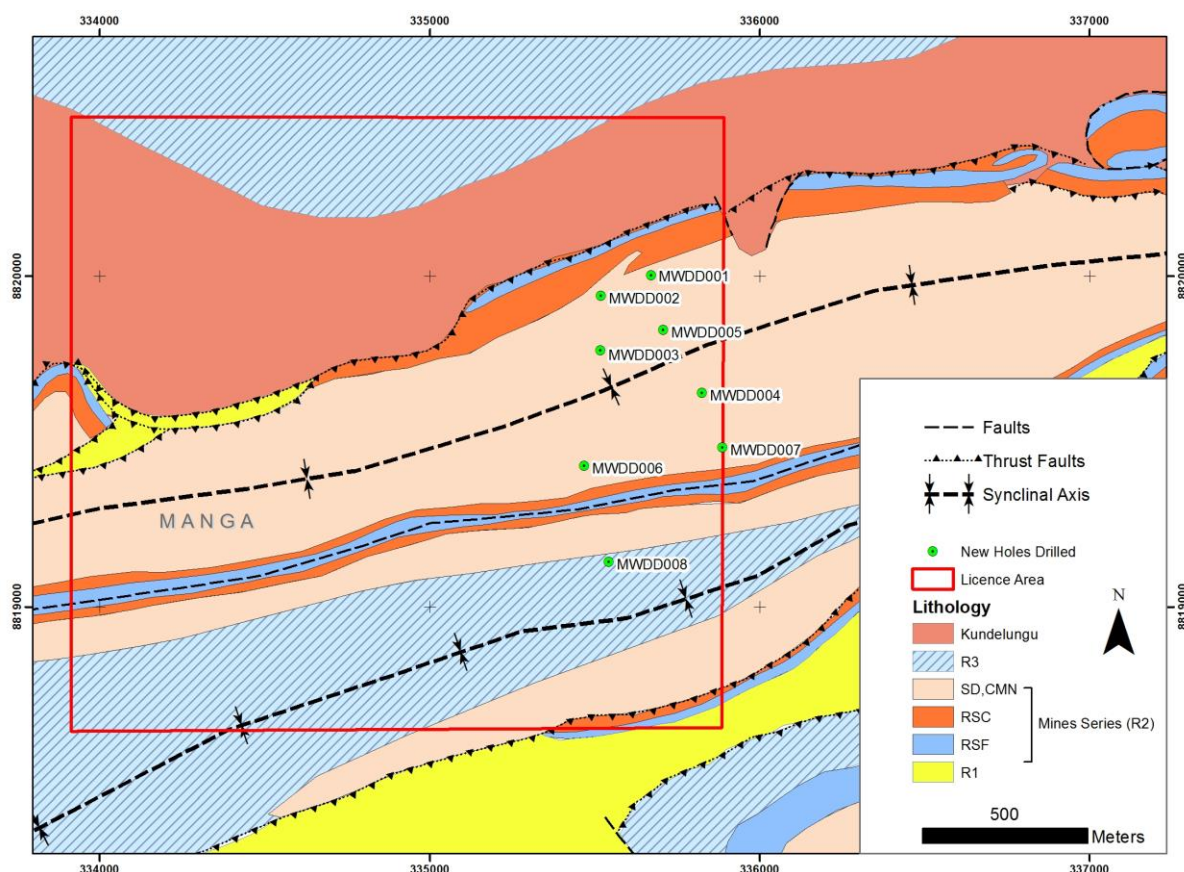 334000
335000
336000
337000
8820000
8820000
MWDD001
MWDD002
MWDD005
MWDD003
MWDD004
MWDD007
MWDD006
MANGA
MWDD008
8819000
8819000
Faults
Thrust Faults
Synclinal Axis
New Holes Drilled
Licence Area
Lithology
N
Kundelungu
R3
SD,CMN
RSC
Mines Series (R2)
RSF
R1
500
Meters
334000
335000
336000
337000